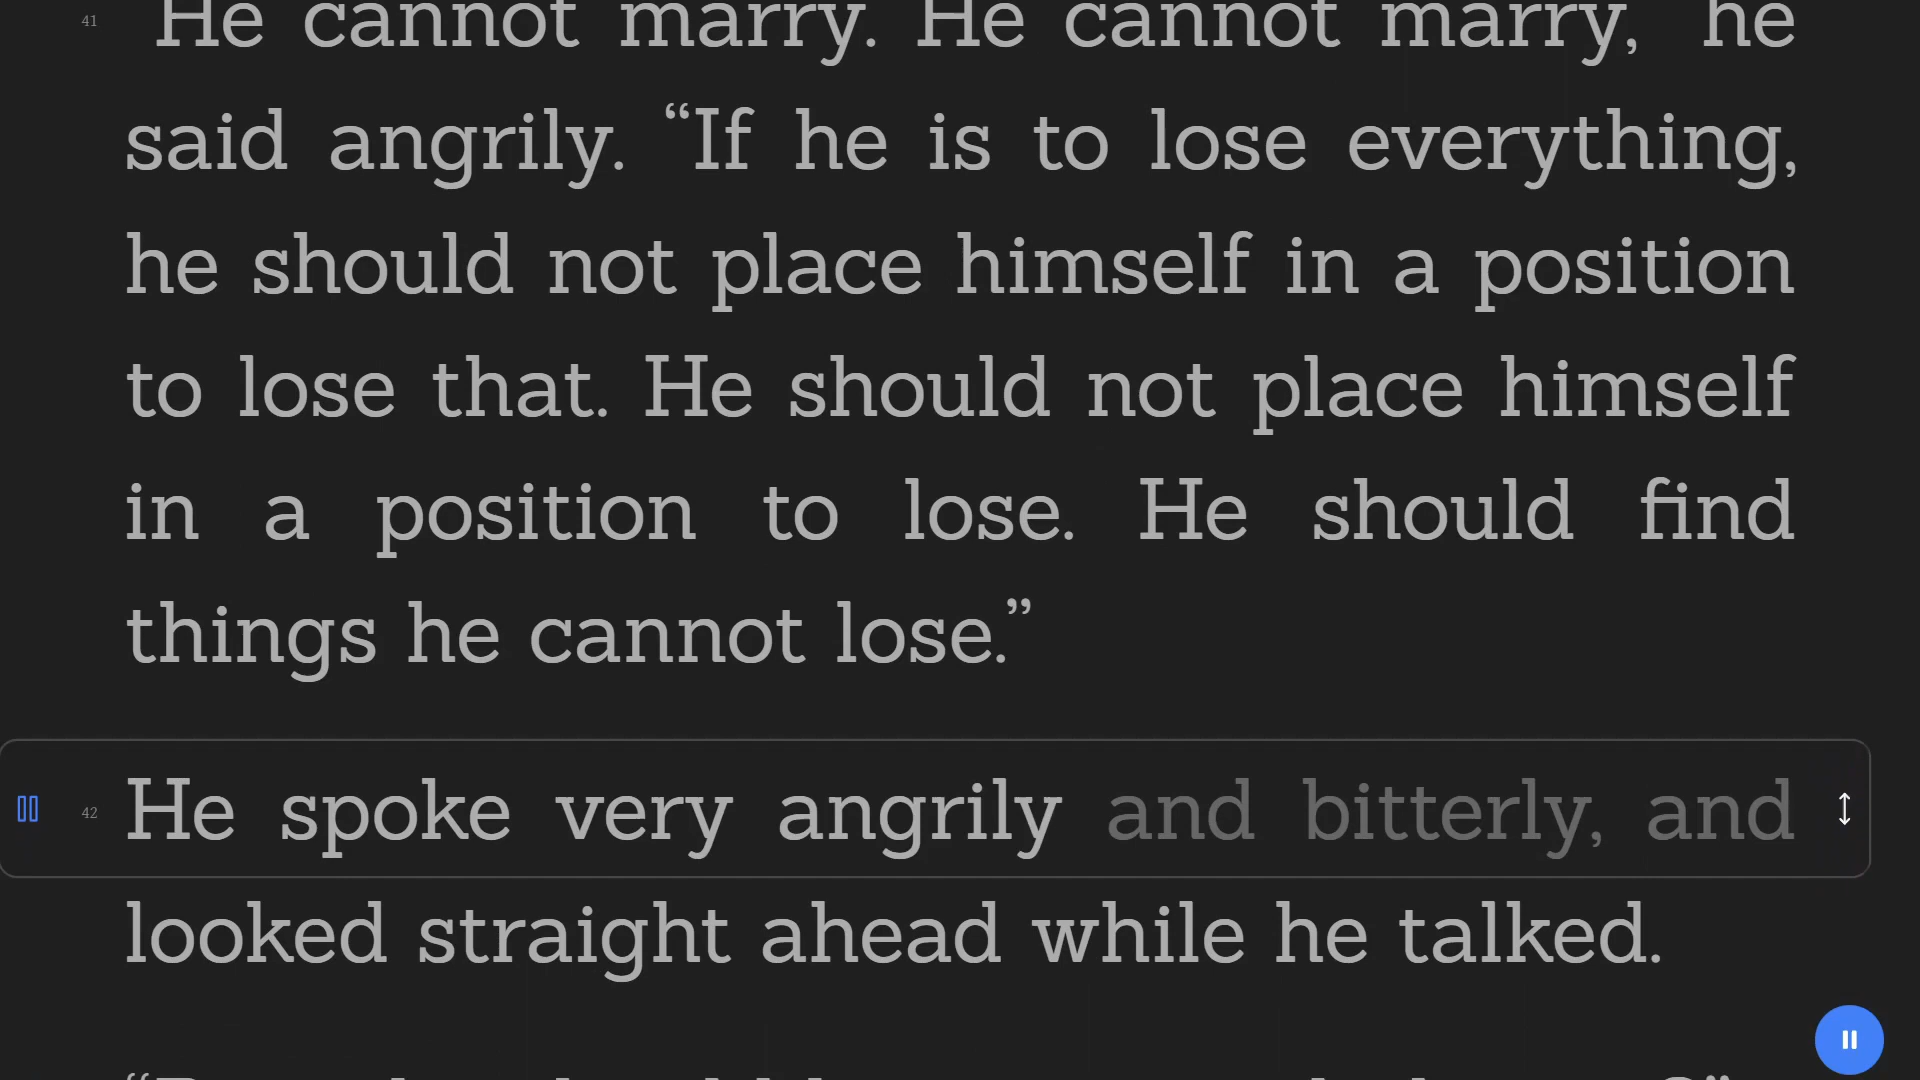 41 He cannot marry. He cannot marry, he
said angrily. “If he is to lose everything,
he should not place himself in a position
to lose that. He should not place himself
in a position to lose. He should find
things he cannot lose.”
42 He spoke very angrily and bitterly, and
looked straight ahead while he talked.